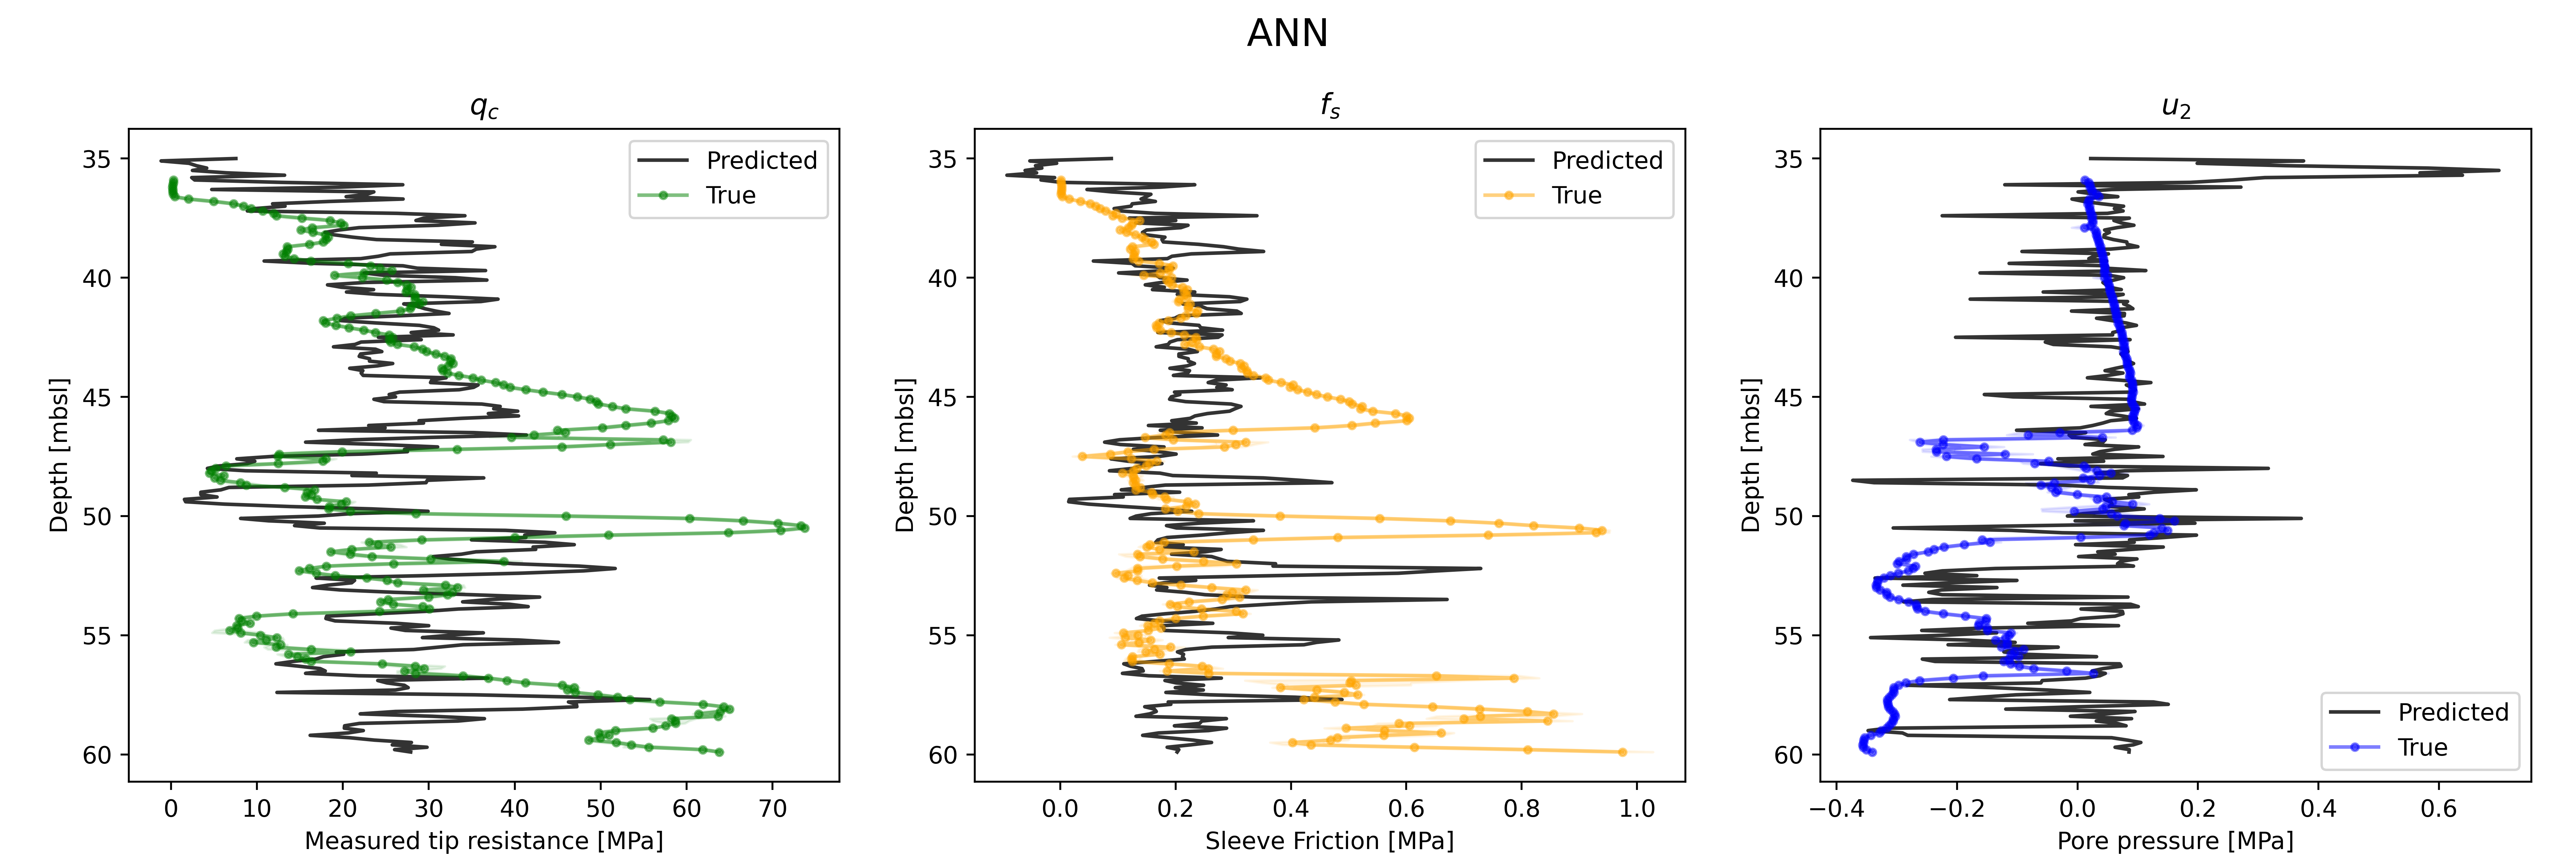 ANN
q_c
Predicted
True
35
40
45
50
55
60
Depth [mbsl]
0 10 20 30 40 50 60 70
Measured tip resistance [MPa]
f_s
Predicted
True
35
40
45
50
55
60
Depth [mbsl]
0.0 0.2 0.4 0.6 0.8 1.0
Sleeve Friction [MPa]
u_2
35
40
45
50
55
60
Depth [mbsl]
Predicted
True
−0.4 −0.2 0.0 0.2 0.4 0.6
Pore pressure [MPa]